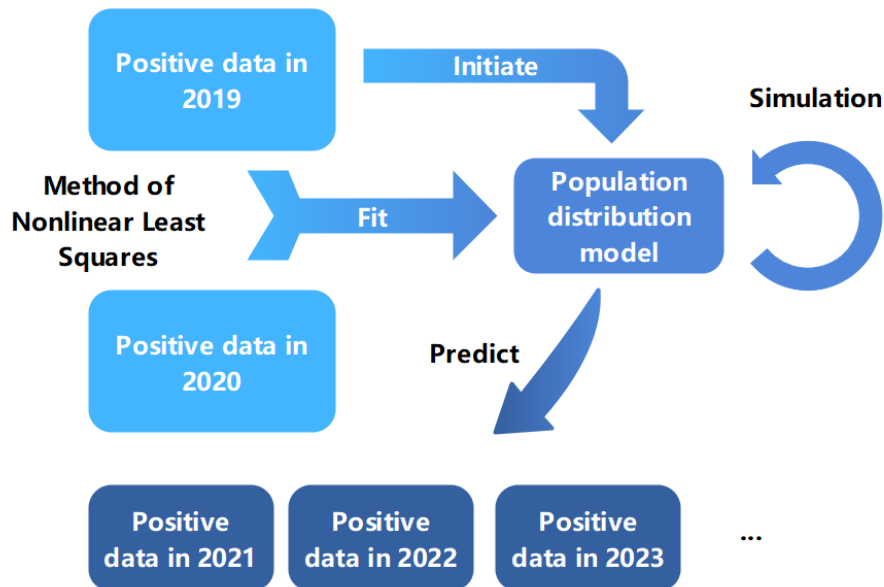 Positive data in
2019
Initiate
Simulation
Method of
Nonlinear Least
Squares
Fit
Population
distribution
model
Positive data in
2020
Predict
Positive
data in 2021
Positive
data in 2022
Positive
data in 2023
...